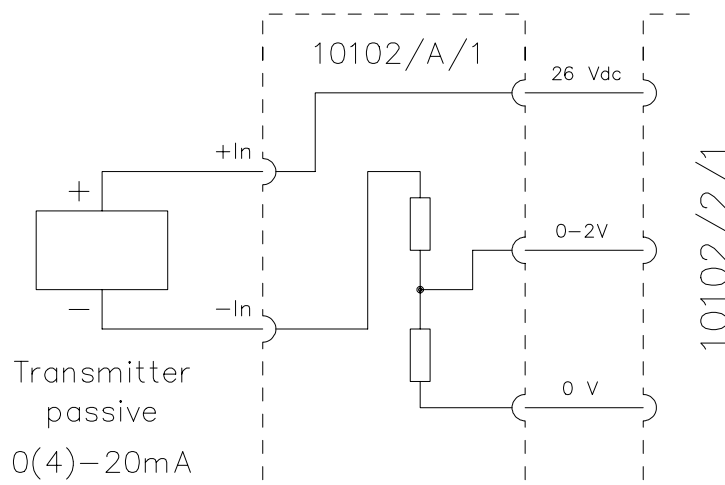 10102/A/1
26 Vdc
+In
+
0-2V
10102/2/1
-
-In
Transmitter
passive
0 V
0(4)-20mA